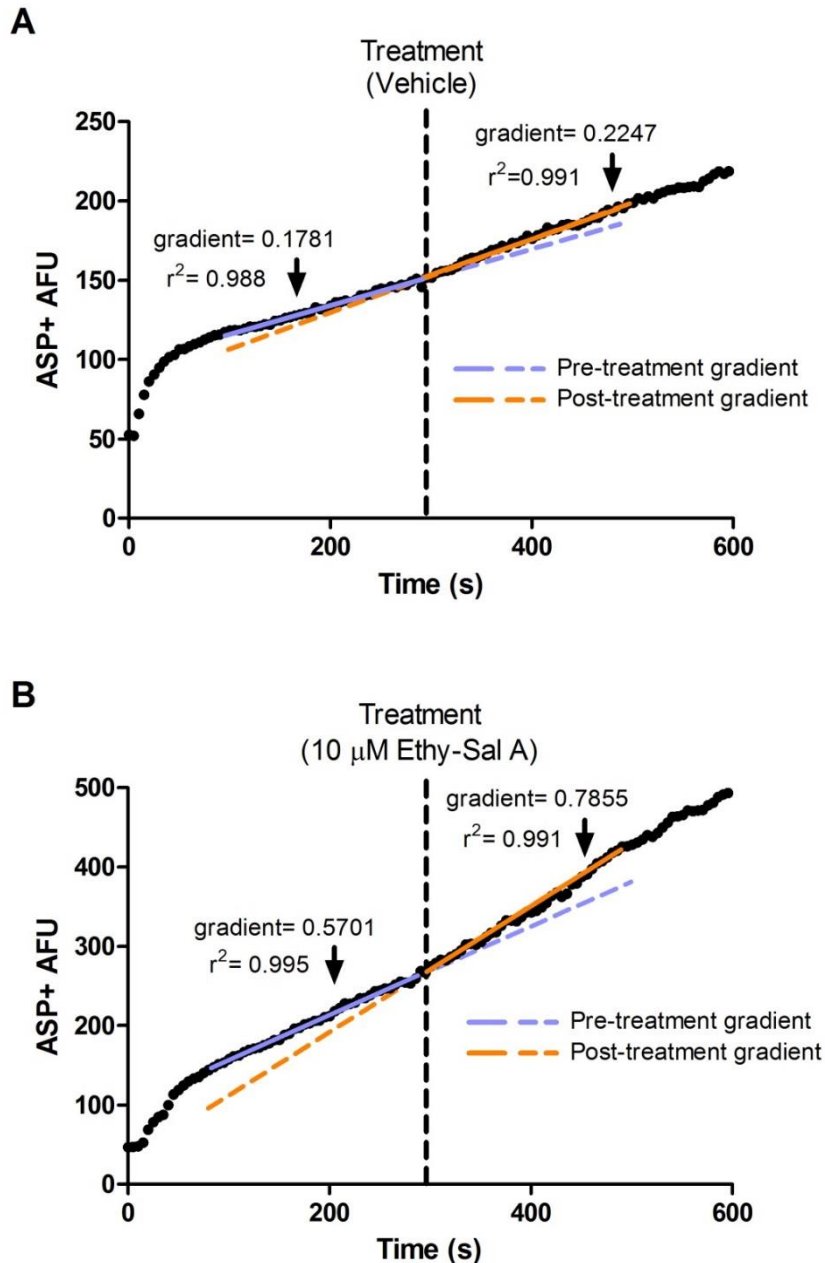 A
Treatment
(Vehicle)
250
200
150
100
50
0
ASP+ AFU
gradient= 0.2247
r²=0.991
gradient= 0.1781
r²= 0.988
Pre-treatment gradient
Post-treatment gradient
0 200 400 600
Time (s)
B
Treatment
(10 μM Ethy-Sal A)
500
400
300
200
100
0
ASP+ AFU
gradient= 0.7855
r²= 0.991
gradient= 0.5701
r²= 0.995
Pre-treatment gradient
Post-treatment gradient
0 200 400 600
Time (s)